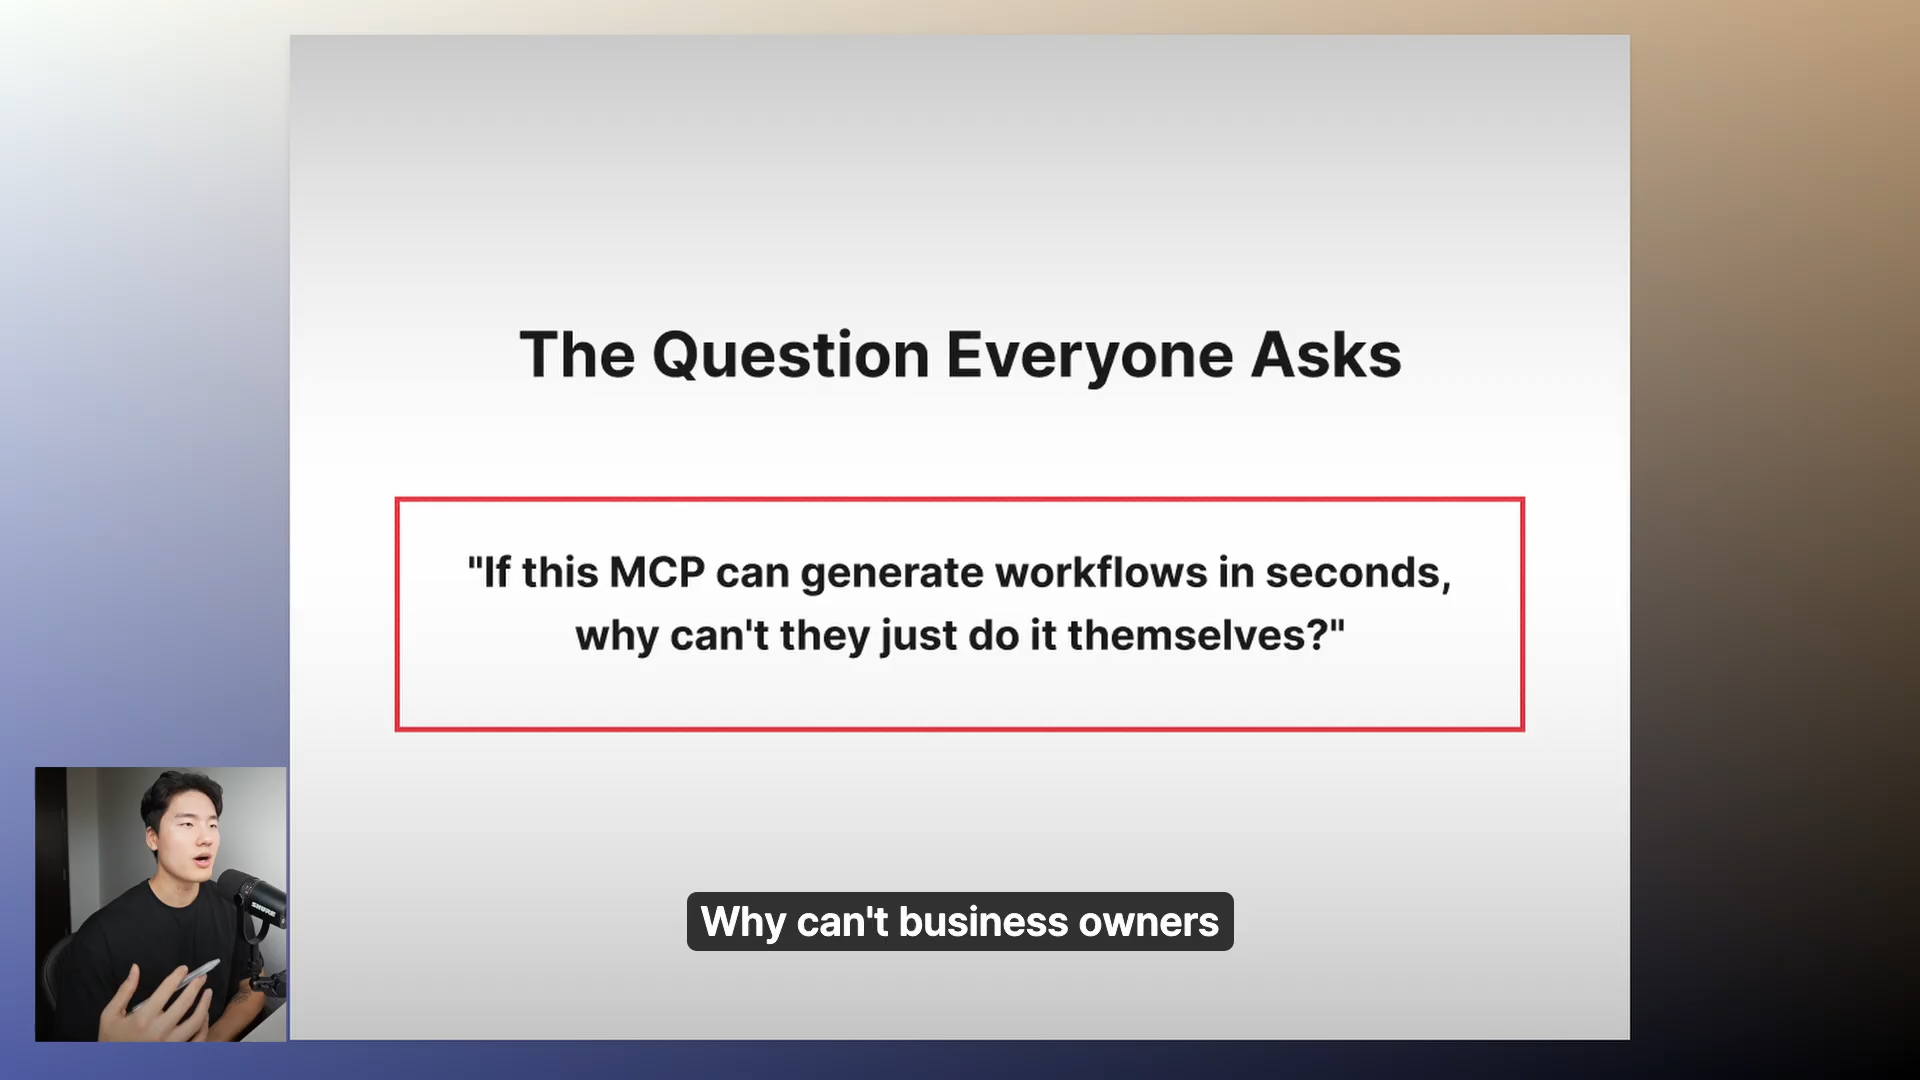 The Question Everyone Asks
"If this MCP can generate workflows in seconds,
why can't they just do it themselves?"
SHURE
Why can't business owners